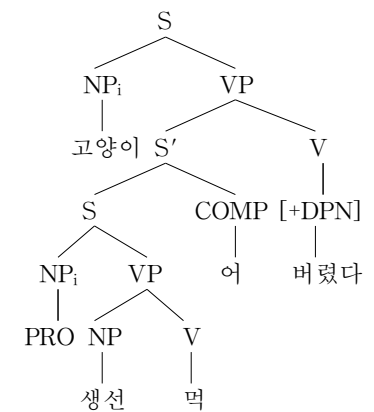 S
NPi VP
고양이 S′ V
S COMP [+DPN]
NPi VP 어 버렸다
PRO NP V
생선 먹